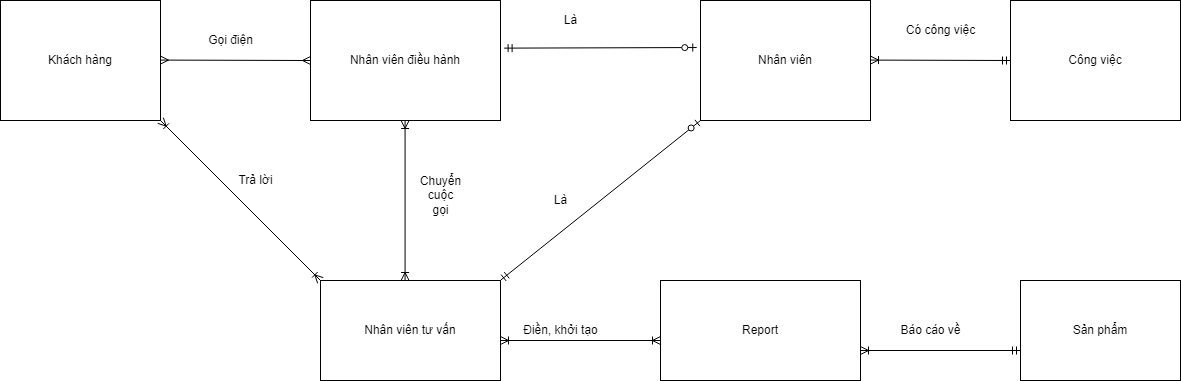 Là
Gọi điện
Có công việc
Khách hàng
Nhân viên điều hành
Nhân viên
Công việc
Trả lời
Chuyển
cuộc
gọi
Là
Nhân viên tư vấn
Điền, khởi tạo
Report
Báo cáo về
Sản phẩm